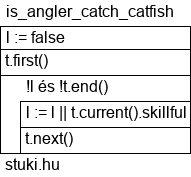 is_angler_catch_catfish
l := false
t.first()
!l és !t.end()
l := l || t.current().skillful
t.next()
stuki.hu